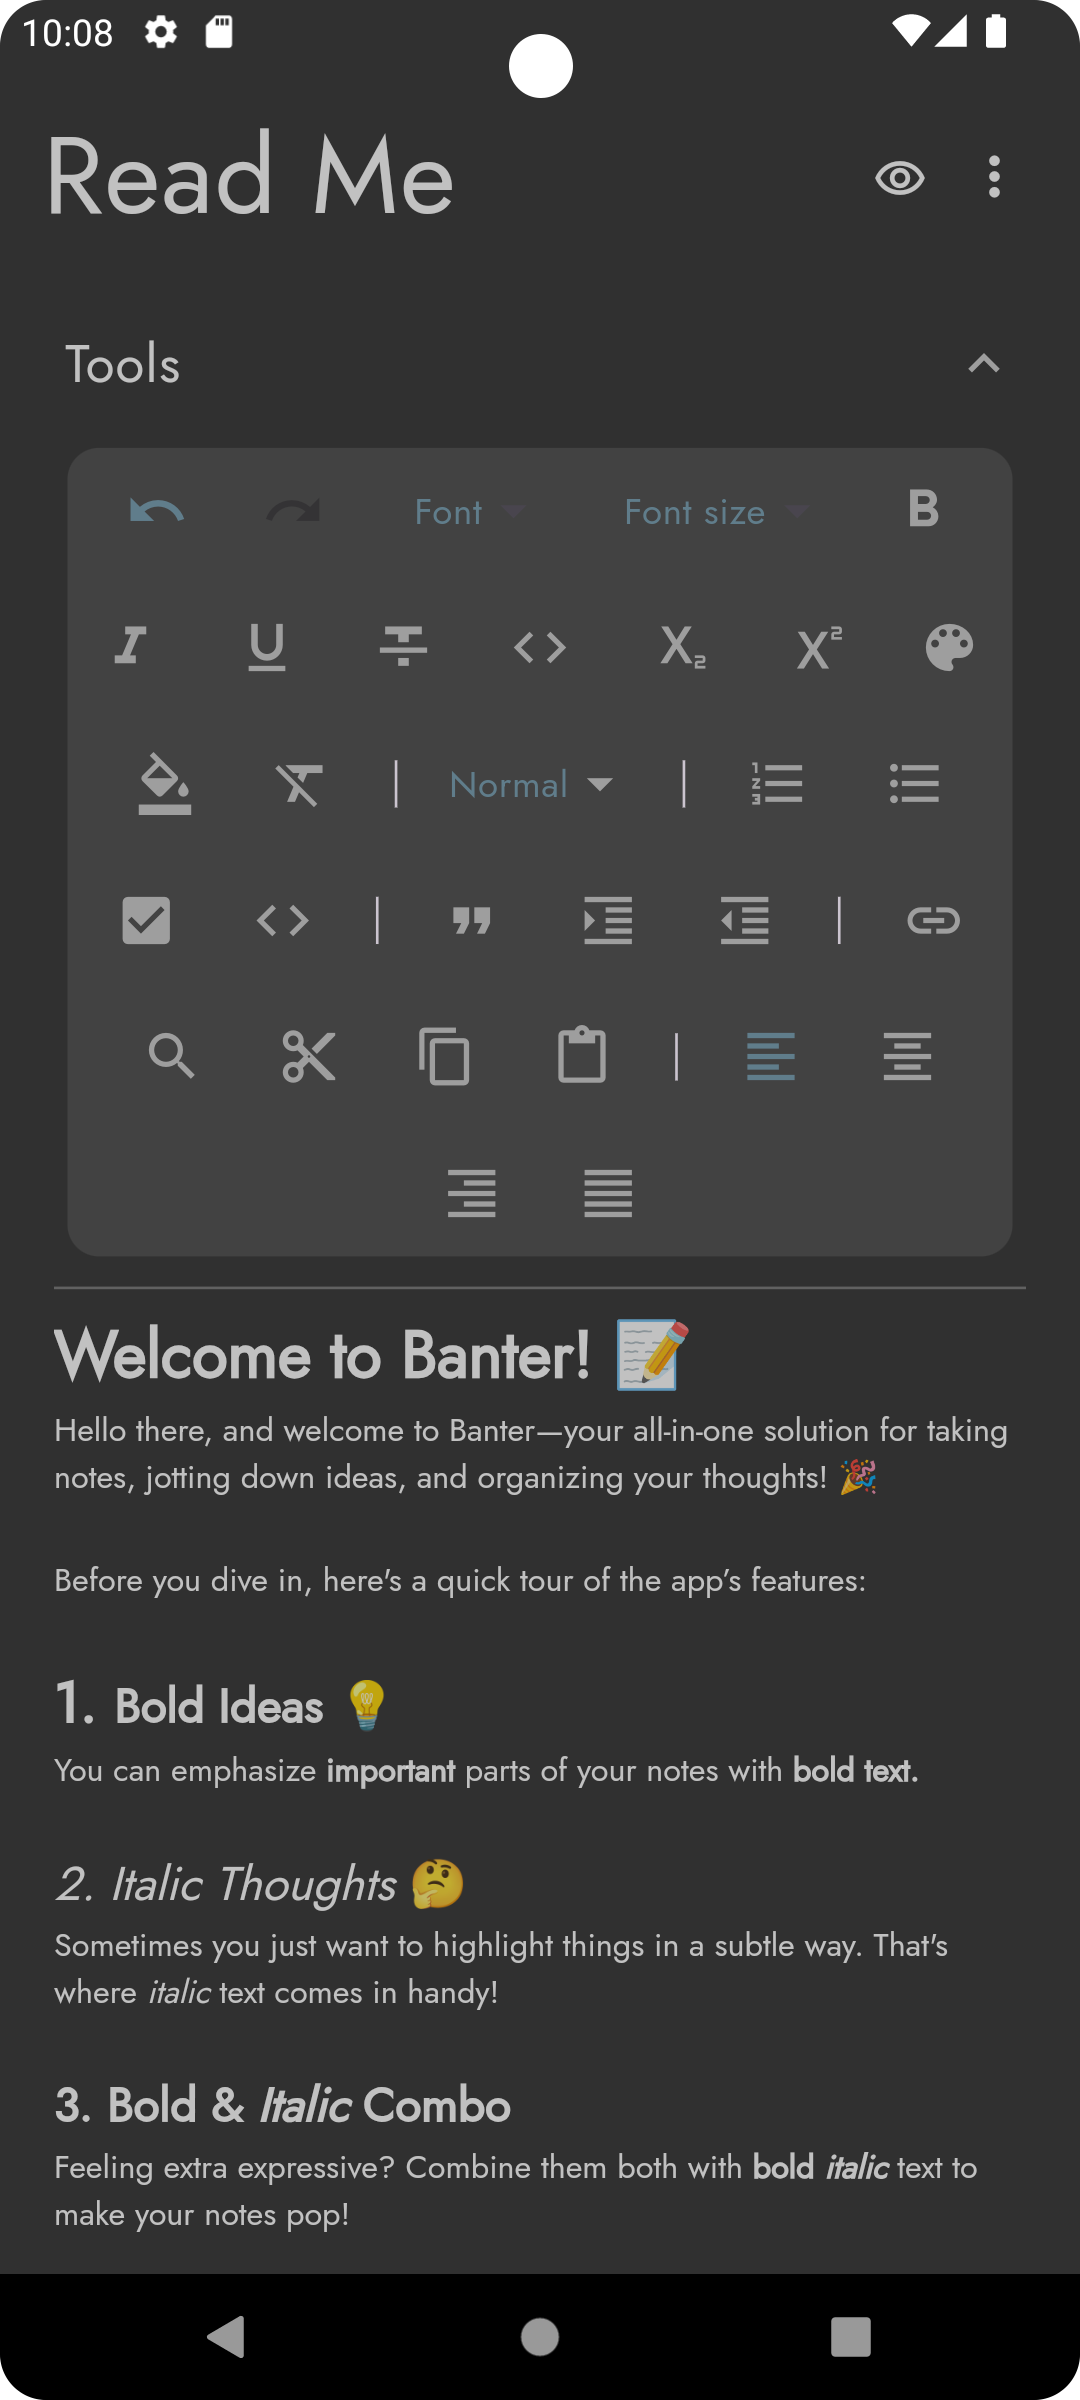 10:08
Read Me
Tools
Font
Font size
B
Normal
Welcome to Banter! 📝
Hello there, and welcome to Banter—your all-in-one solution for taking
notes, jotting down ideas, and organizing your thoughts! 🎉
Before you dive in, here's a quick tour of the app’s features:
1. Bold Ideas 💡
You can emphasize important parts of your notes with bold text.
2. Italic Thoughts 🤔
Sometimes you just want to highlight things in a subtle way. That's
where italic text comes in handy!
3. Bold & Italic Combo
Feeling extra expressive? Combine them both with bold italic text to
make your notes pop!